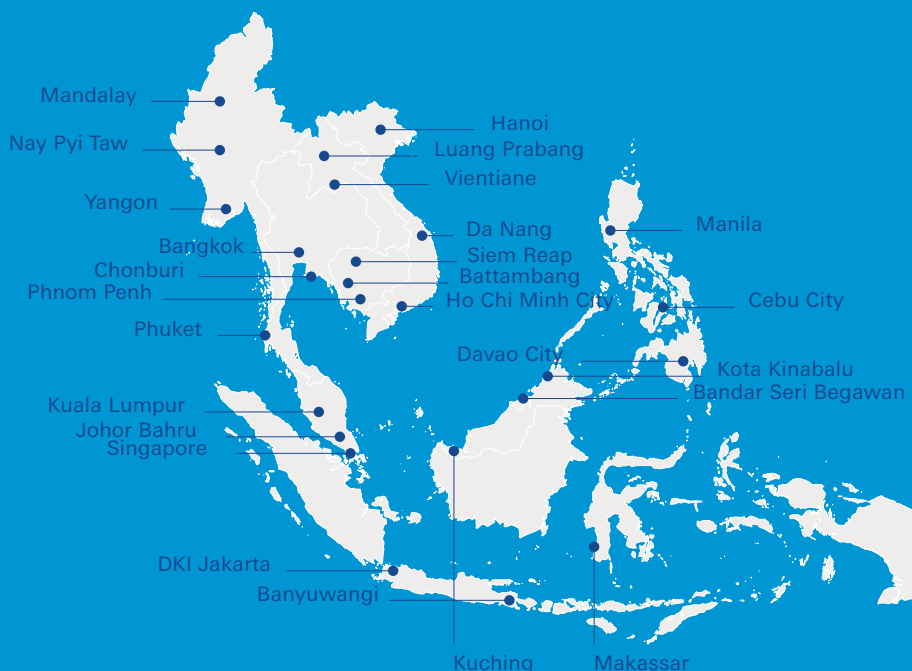 Mandalay
Hanoi
Nay Pyi Taw
Luang Prabang
Vientiane
Yangon
Manila
Da Nang
Bangkok
Siem Reap
Chonburi
Battambang
Phnom Penh
Ho Chi Minh City
Cebu City
Phuket
Davao City
Kota Kinabalu
Bandar Seri Begawan
Kuala Lumpur
Johor Bahru
Singapore
DKI Jakarta
Banyuwangi
Kuching
Makassar